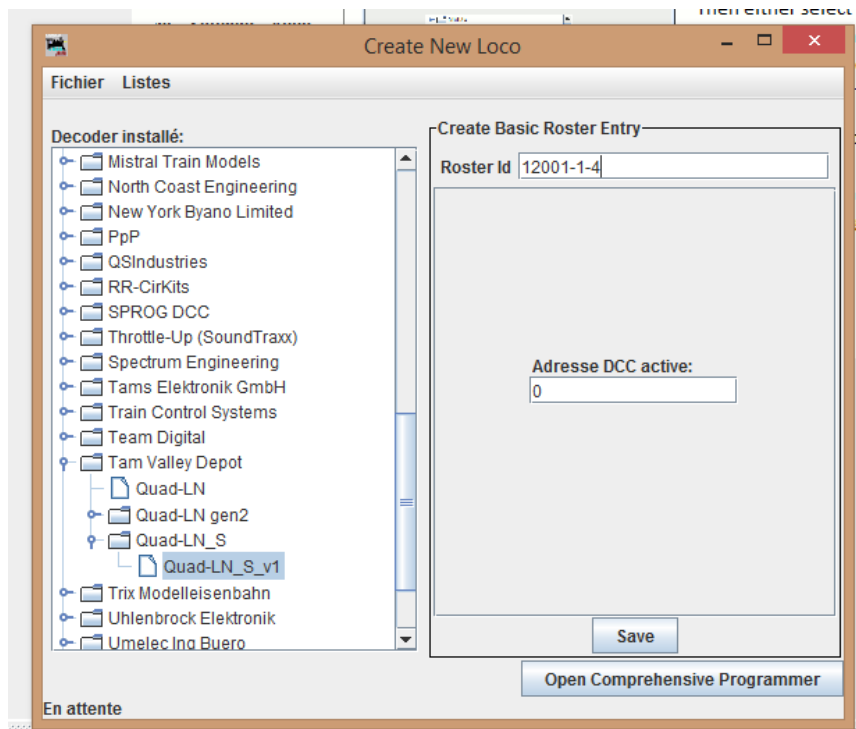 Then either select
Create New Loco
Fichier Listes
Decoder installé:
Mistral Train Models
North Coast Engineering
New York Byano Limited
PpP
QSIndustries
RR-CirKits
SPROG DCC
Throttle-Up (SoundTraxx)
Spectrum Engineering
Tams Elektronik GmbH
Train Control Systems
Team Digital
Tam Valley Depot
Quad-LN
Quad-LN gen2
Quad-LN_S
Quad-LN_S_v1
Trix Modelleisenbahn
Uhlenbrock Elektronik
Umelec Ing Buero
Create Basic Roster Entry
Roster Id 12001-1-4
Adresse DCC active:
0
Save
Open Comprehensive Programmer
En attente